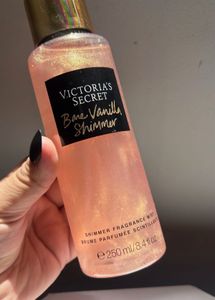 VICTORIA'S
SECRET
Bare Vanilla
Shimmer
SHIMMER FRAGRANCE MIST
BRUME PARFUMÉE SCINTILLANTE
℮ 250 ml / 8.4 fl oz